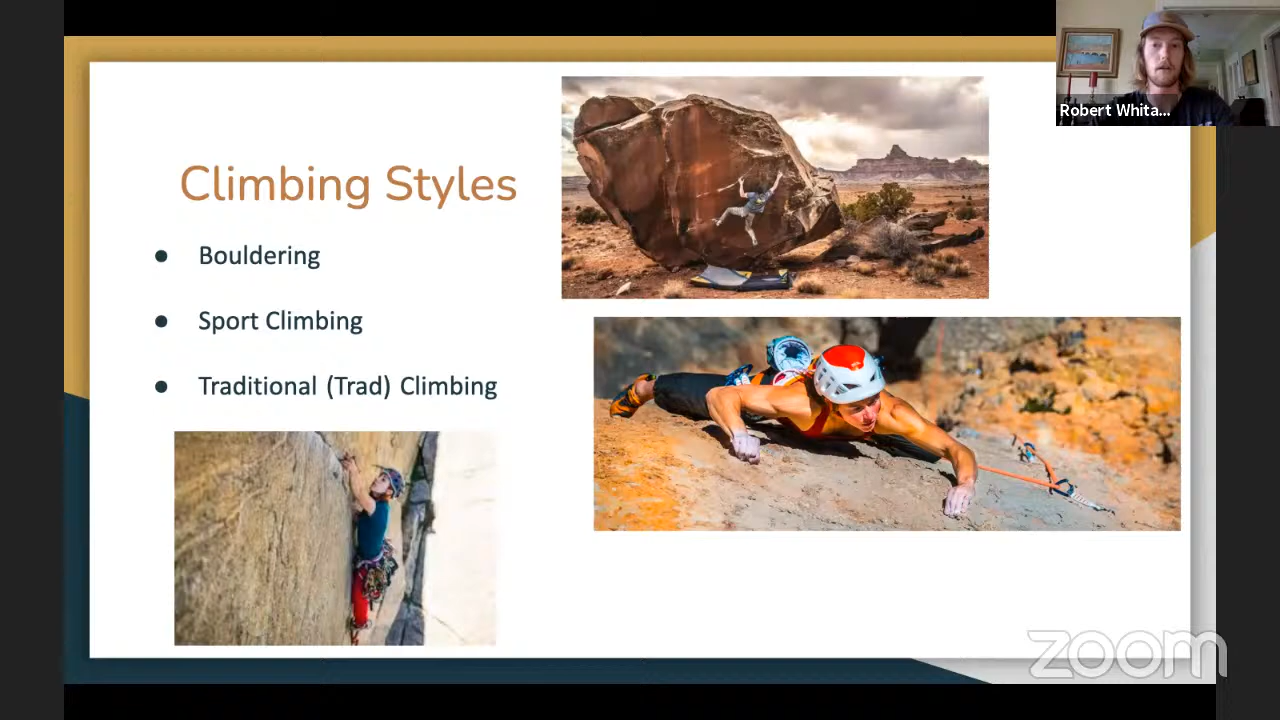 Robert Whita...
Climbing Styles
● Bouldering
● Sport Climbing
● Traditional (Trad) Climbing
zoom